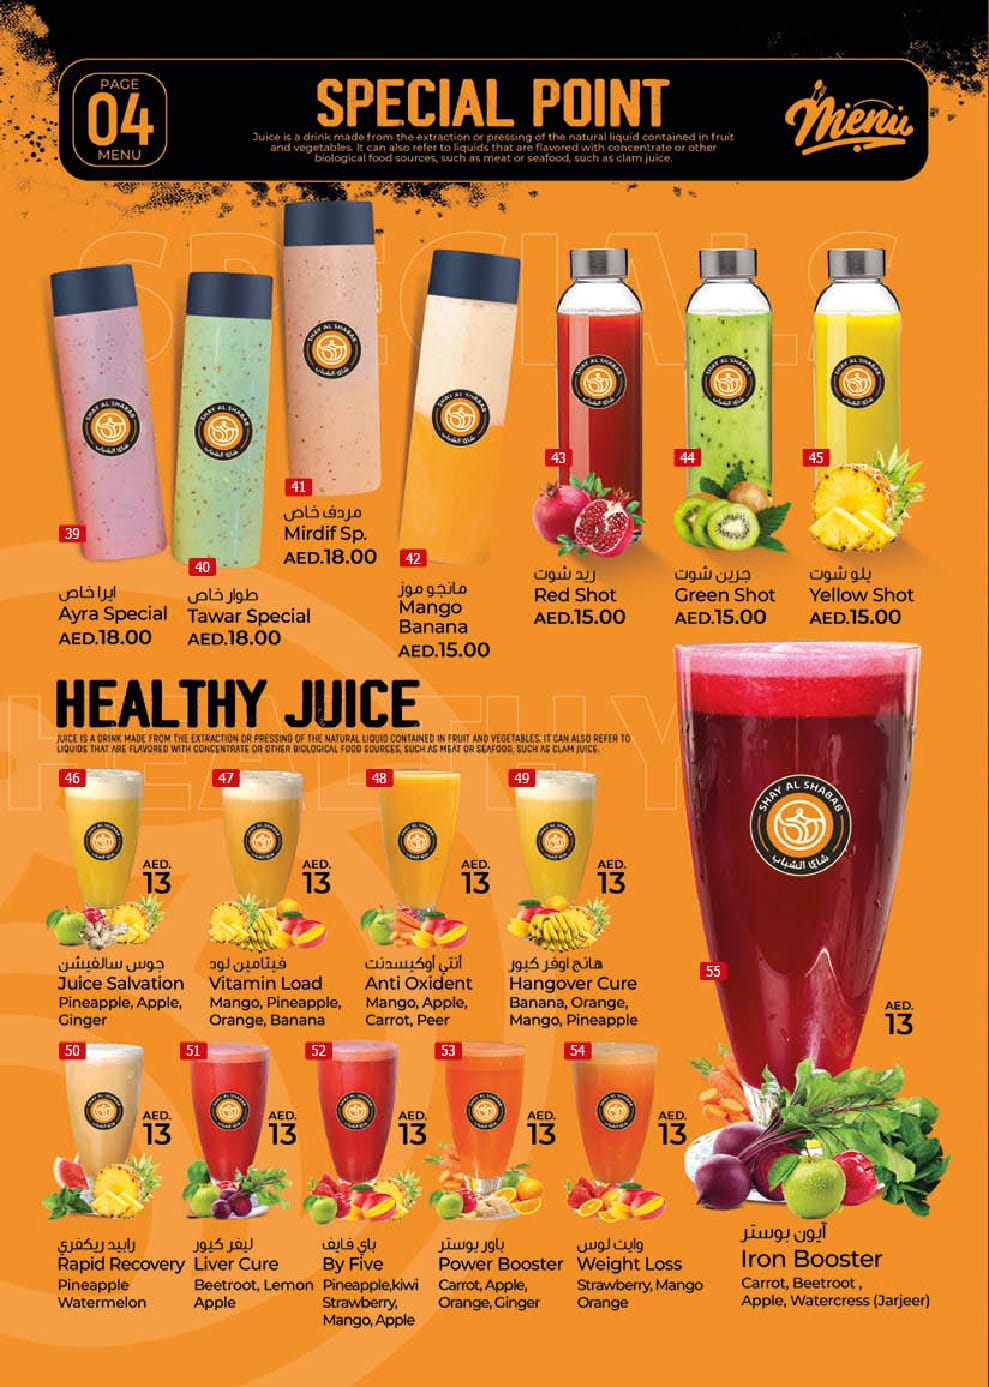 PAGE
04
MENU
SPECIAL POINT
Juice is a drink made from the extraction or pressing of the natural liquid contained in fruit
and vegetables. It can also refer to liquids that are flavored with concentrate or other
biological food sources, such as meat or seafood, such as clam juice.
Menu
SPECIALS
SHAY AL SHABAB
شاي الشباب
39
ايرا خاص
Ayra Special
AED.18.00
40
طوار خاص
Tawar Special
AED.18.00
41
مردف خاص
Mirdif Sp.
AED.18.00
42
مانجو موز
Mango
Banana
AED.15.00
43
ريد شوت
Red Shot
AED.15.00
44
جرين شوت
Green Shot
AED.15.00
45
يلو شوت
Yellow Shot
AED.15.00
HEALTHY
HEALTHY JUICE
JUICE IS A DRINK MADE FROM THE EXTRACTION OR PRESSING OF THE NATURAL LIQUID CONTAINED IN FRUIT AND VEGETABLES. IT CAN ALSO REFER TO
LIQUIDS THAT ARE FLAVORED WITH CONCENTRATE OR OTHER BIOLOGICAL FOOD SOURCES, SUCH AS MEAT OR SEAFOOD, SUCH AS CLAM JUICE.
46
AED.
13
جوس سالفيشن
Juice Salvation
Pineapple, Apple,
Ginger
47
AED.
13
فيتامين لود
Vitamin Load
Mango, Pineapple,
Orange, Banana
48
AED.
13
أنتي أوكيسدنت
Anti Oxident
Mango, Apple,
Carrot, Peer
49
AED.
13
هانج اوفر كيور
Hangover Cure
Banana, Orange,
Mango, Pineapple
50
AED.
13
رابيد ريكفري
Rapid Recovery
Pineapple
Watermelon
51
AED.
13
ليفر كيور
Liver Cure
Beetroot, Lemon
Apple
52
AED.
13
باي فايف
By Five
Pineapple,kiwi
Strawberry,
Mango, Apple
53
AED.
13
باور بوستر
Power Booster
Carrot, Apple,
Orange, Ginger
54
AED.
13
وايت لوس
Weight Loss
Strawberry, Mango
Orange
SHAY AL SHABAB
شاي الشباب
55
AED.
13
آيون بوستر
Iron Booster
Carrot, Beetroot ,
Apple, Watercress (Jarjeer)